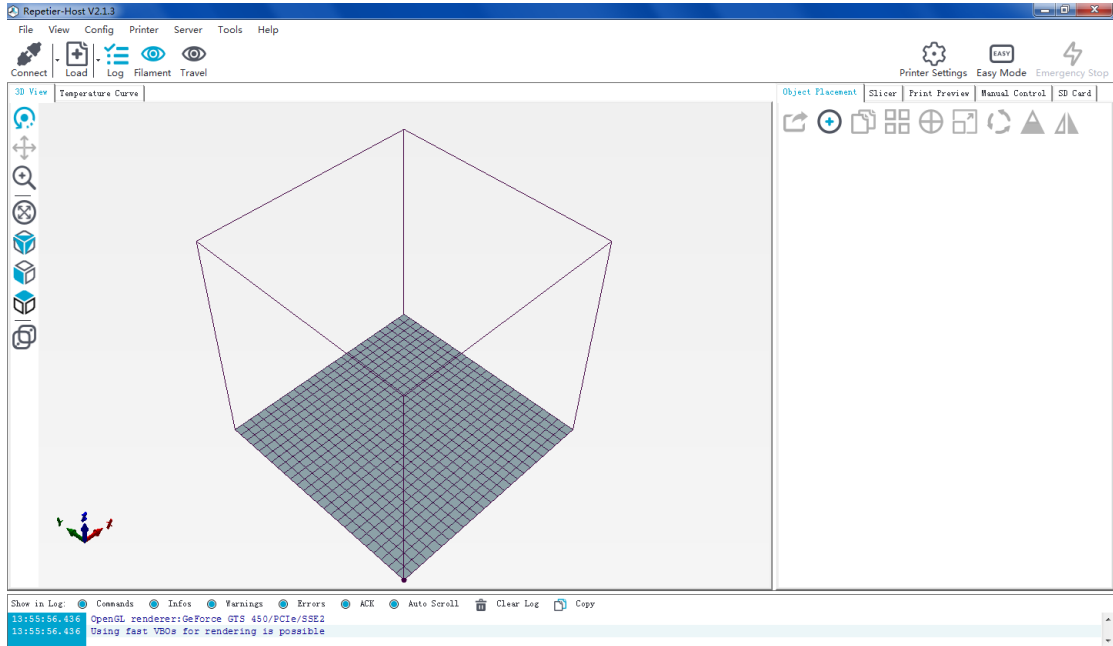 Repetier-Host V2.1.3
File View Config Printer Server Tools Help
Connect Load Log Filament Travel
EASY
Printer Settings Easy Mode Emergency Stop
3D View Temperature Curve
Object Placement Slicer Print Preview Manual Control SD Card
Y Z X
Show in Log: Commands Infos Warnings Errors ACK Auto Scroll Clear Log Copy
13:55:56.436 OpenGL renderer:GeForce GTS 450/PCIe/SSE2
13:55:56.436 Using fast VBOs for rendering is possible